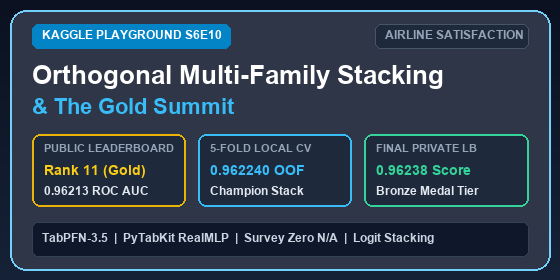 KAGGLE PLAYGROUND S6E10
AIRLINE SATISFACTION
Orthogonal Multi-Family Stacking
& The Gold Summit
PUBLIC LEADERBOARD
Rank 11 (Gold)
0.96213 ROC AUC
5-FOLD LOCAL CV
0.962240 OOF
Champion Stack
FINAL PRIVATE LB
0.96238 Score
Bronze Medal Tier
TabPFN-3.5 | PyTabKit RealMLP | Survey Zero N/A | Logit Stacking